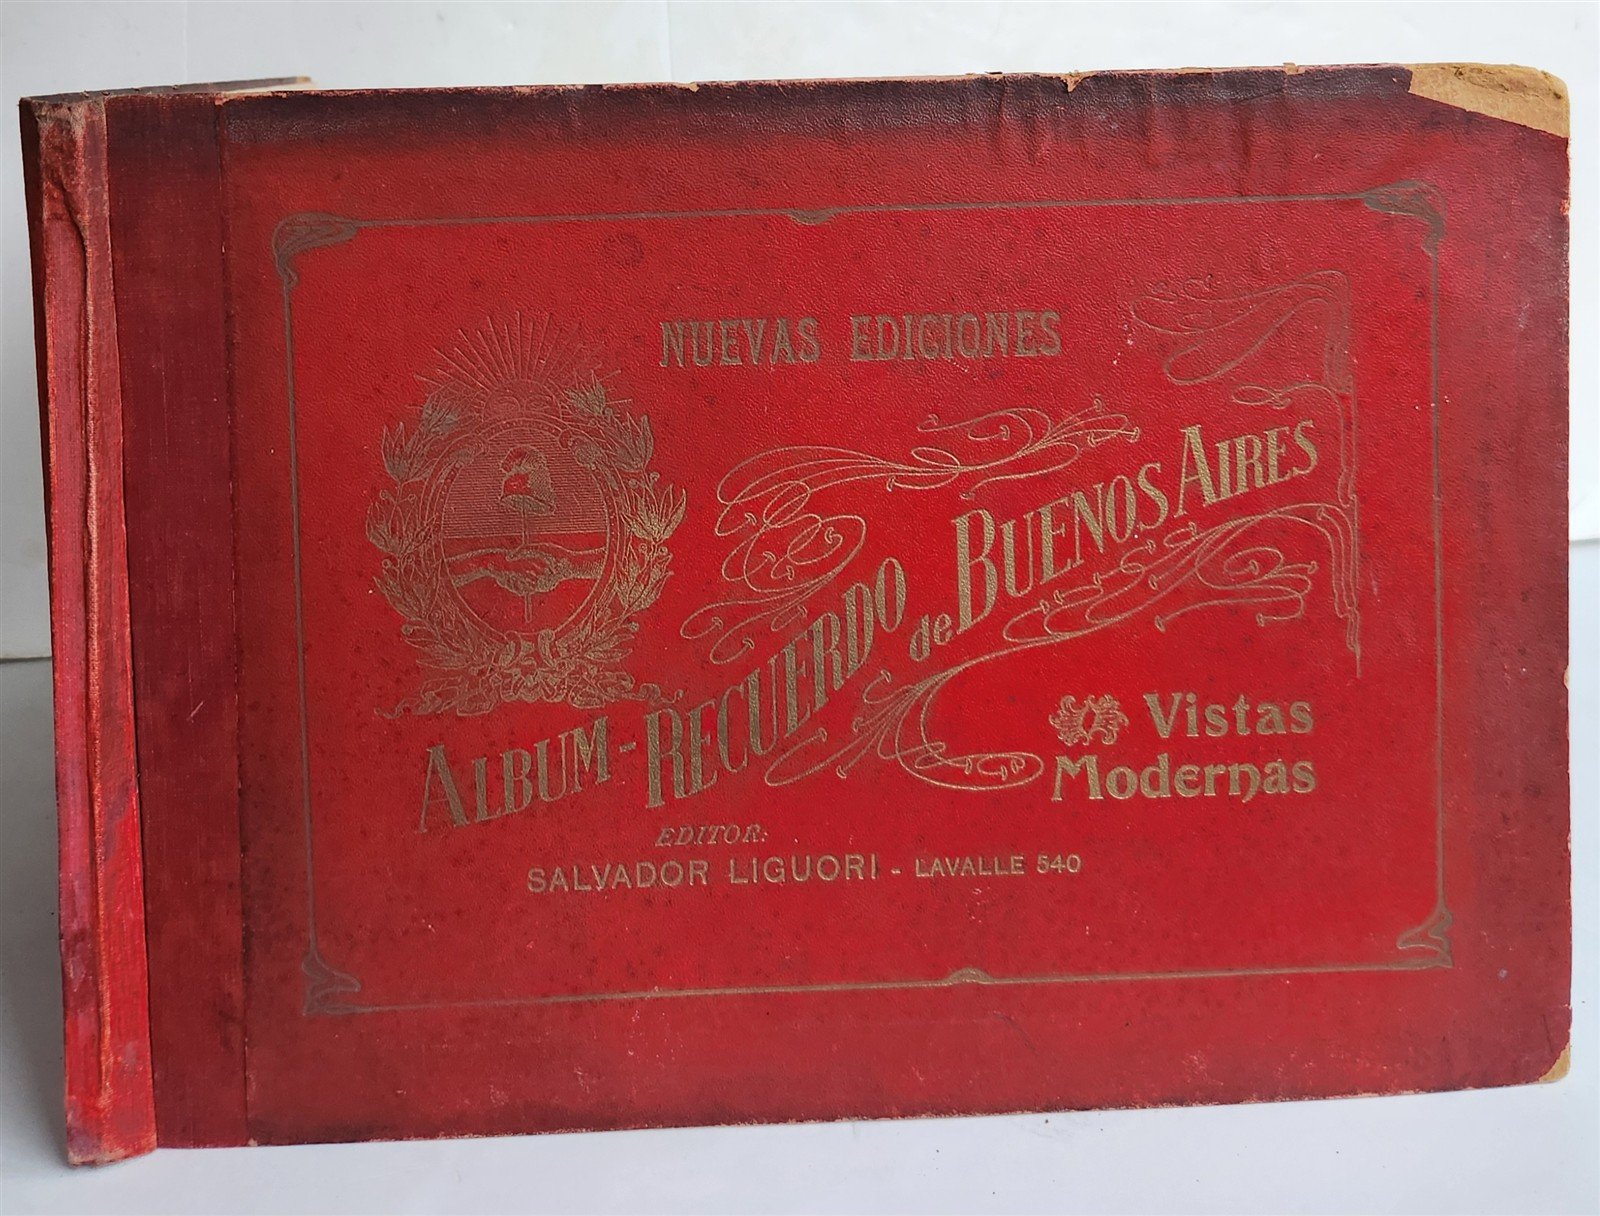 NUEVAS EDICIONES
ALBUM-RECUERDO de BUENOS AIRES
Vistas
Modernas
EDITOR:
SALVADOR LIGUORI - LAVALLE 540